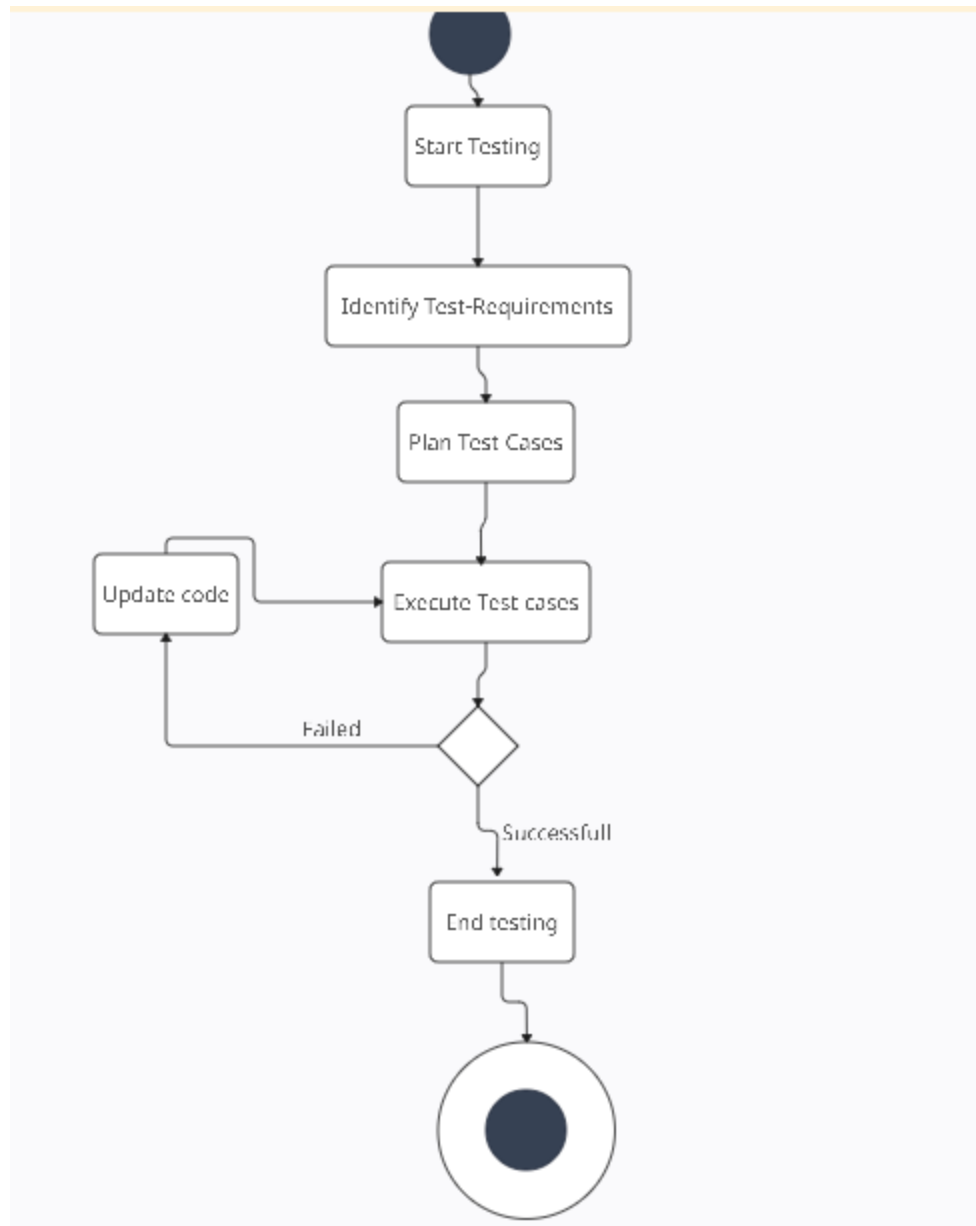 Start Testing
Identify Test-Requirements
Plan Test Cases
Update code
Execute Test cases
Failed
Successfull
End testing